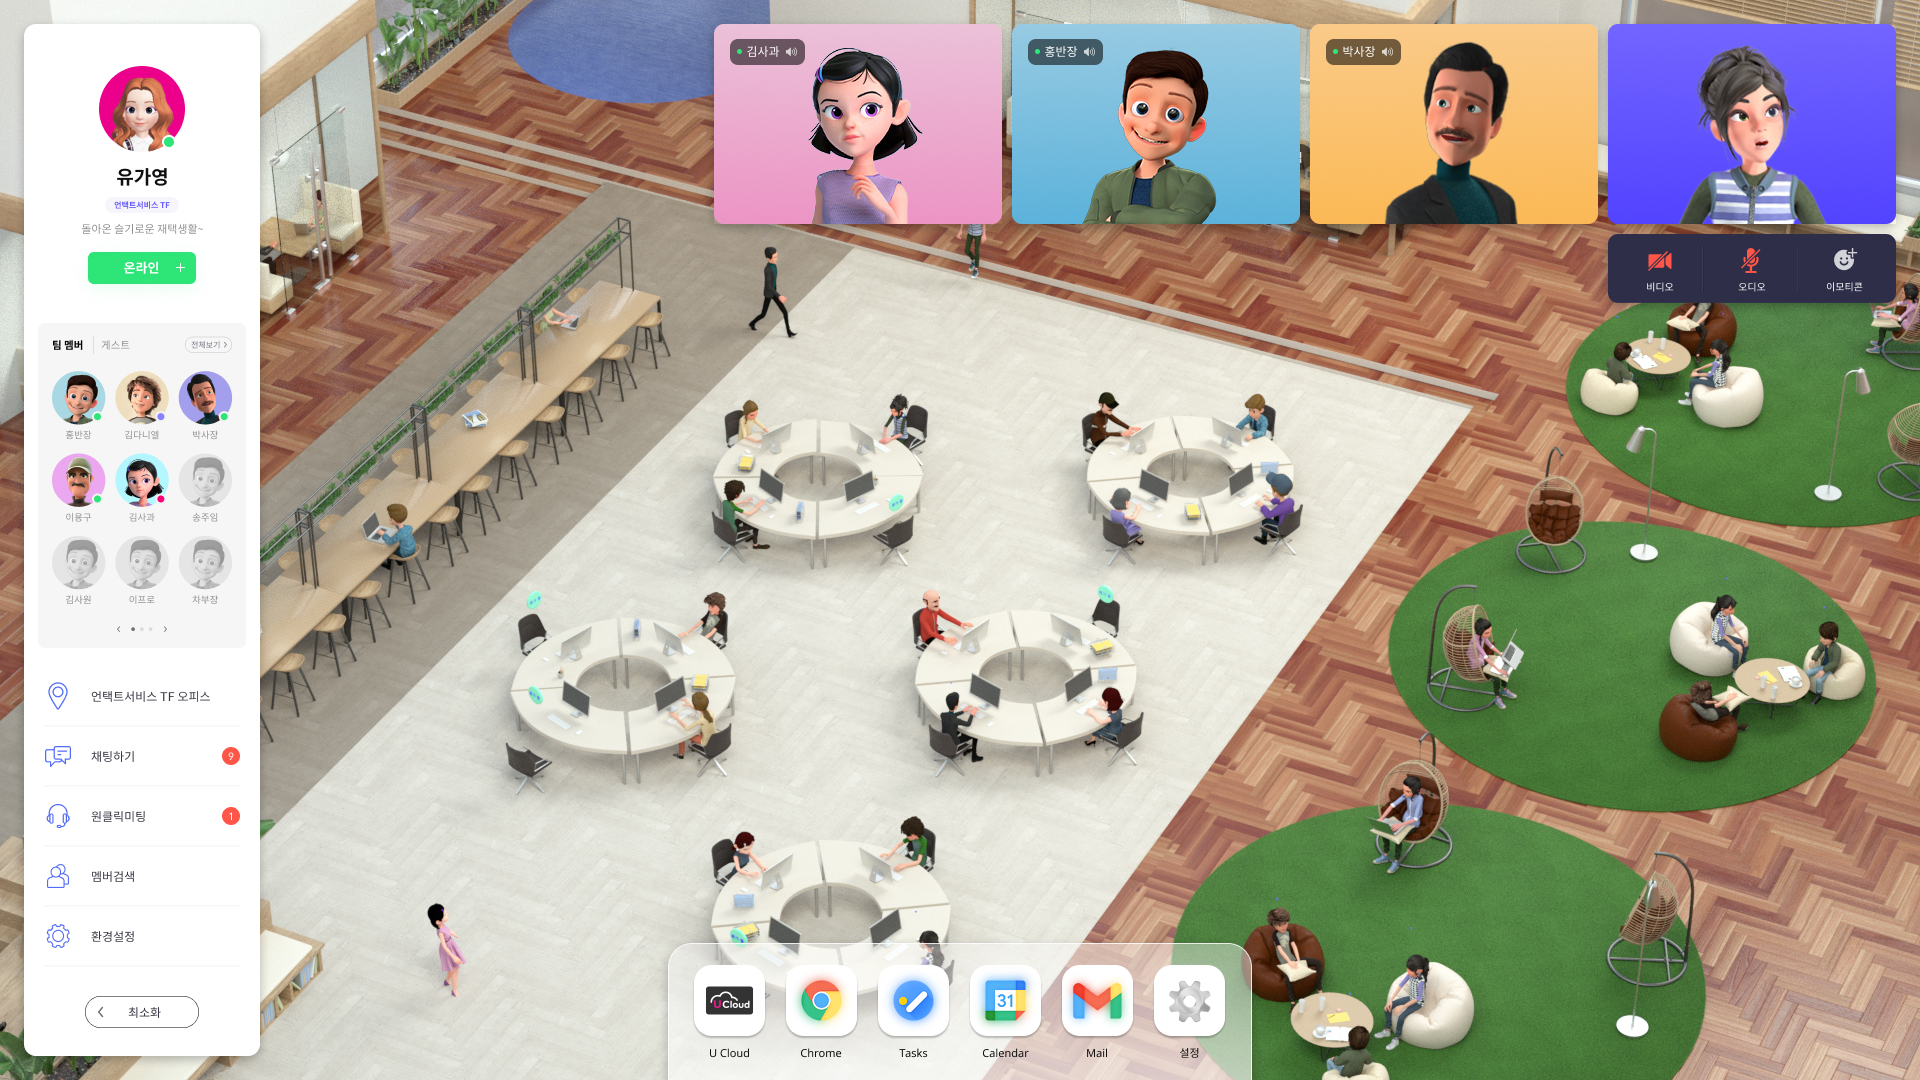 유가영
언택트서비스 TF
돌아온 슬기로운 재택생활~
온라인 +
팀 멤버 게스트 전체보기 >
홍반장 김다니엘 박사장
이용구 김사과 송주임
김사원 이프로 차부장
언택트서비스 TF 오피스
채팅하기 9
원클릭미팅 1
멤버검색
환경설정
최소화
김사과
홍반장
박사장
비디오 오디오 이모티콘
UCloud
31
U Cloud Chrome Tasks Calendar Mail 설정